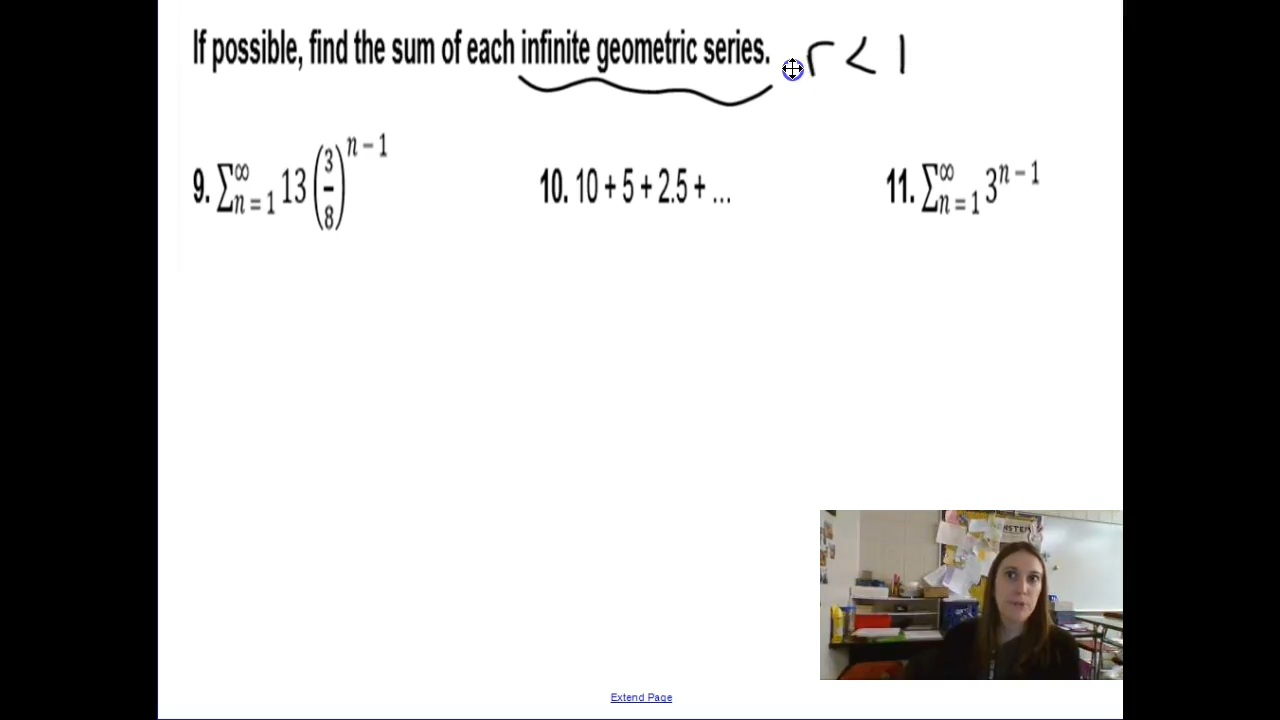 If possible, find the sum of each infinite geometric series. r < 1
9. ∑_{n=1}^{∞} 13 (3/8)^{n-1}
10. 10 + 5 + 2.5 + ...
11. ∑_{n=1}^{∞} 3^{n-1}
Extend Page